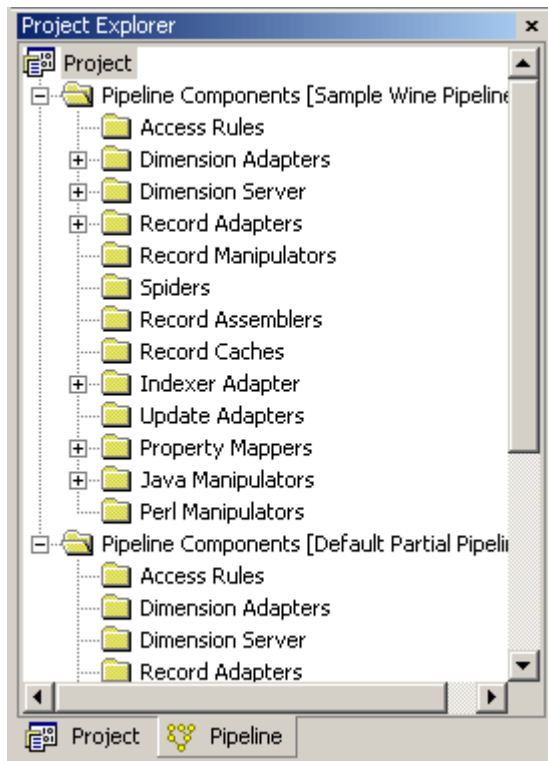 Project Explorer
Project
Pipeline Components [Sample Wine Pipeline
Access Rules
Dimension Adapters
Dimension Server
Record Adapters
Record Manipulators
Spiders
Record Assemblers
Record Caches
Indexer Adapter
Update Adapters
Property Mappers
Java Manipulators
Perl Manipulators
Pipeline Components [Default Partial Pipelin
Access Rules
Dimension Adapters
Dimension Server
Record Adapters
Project Pipeline